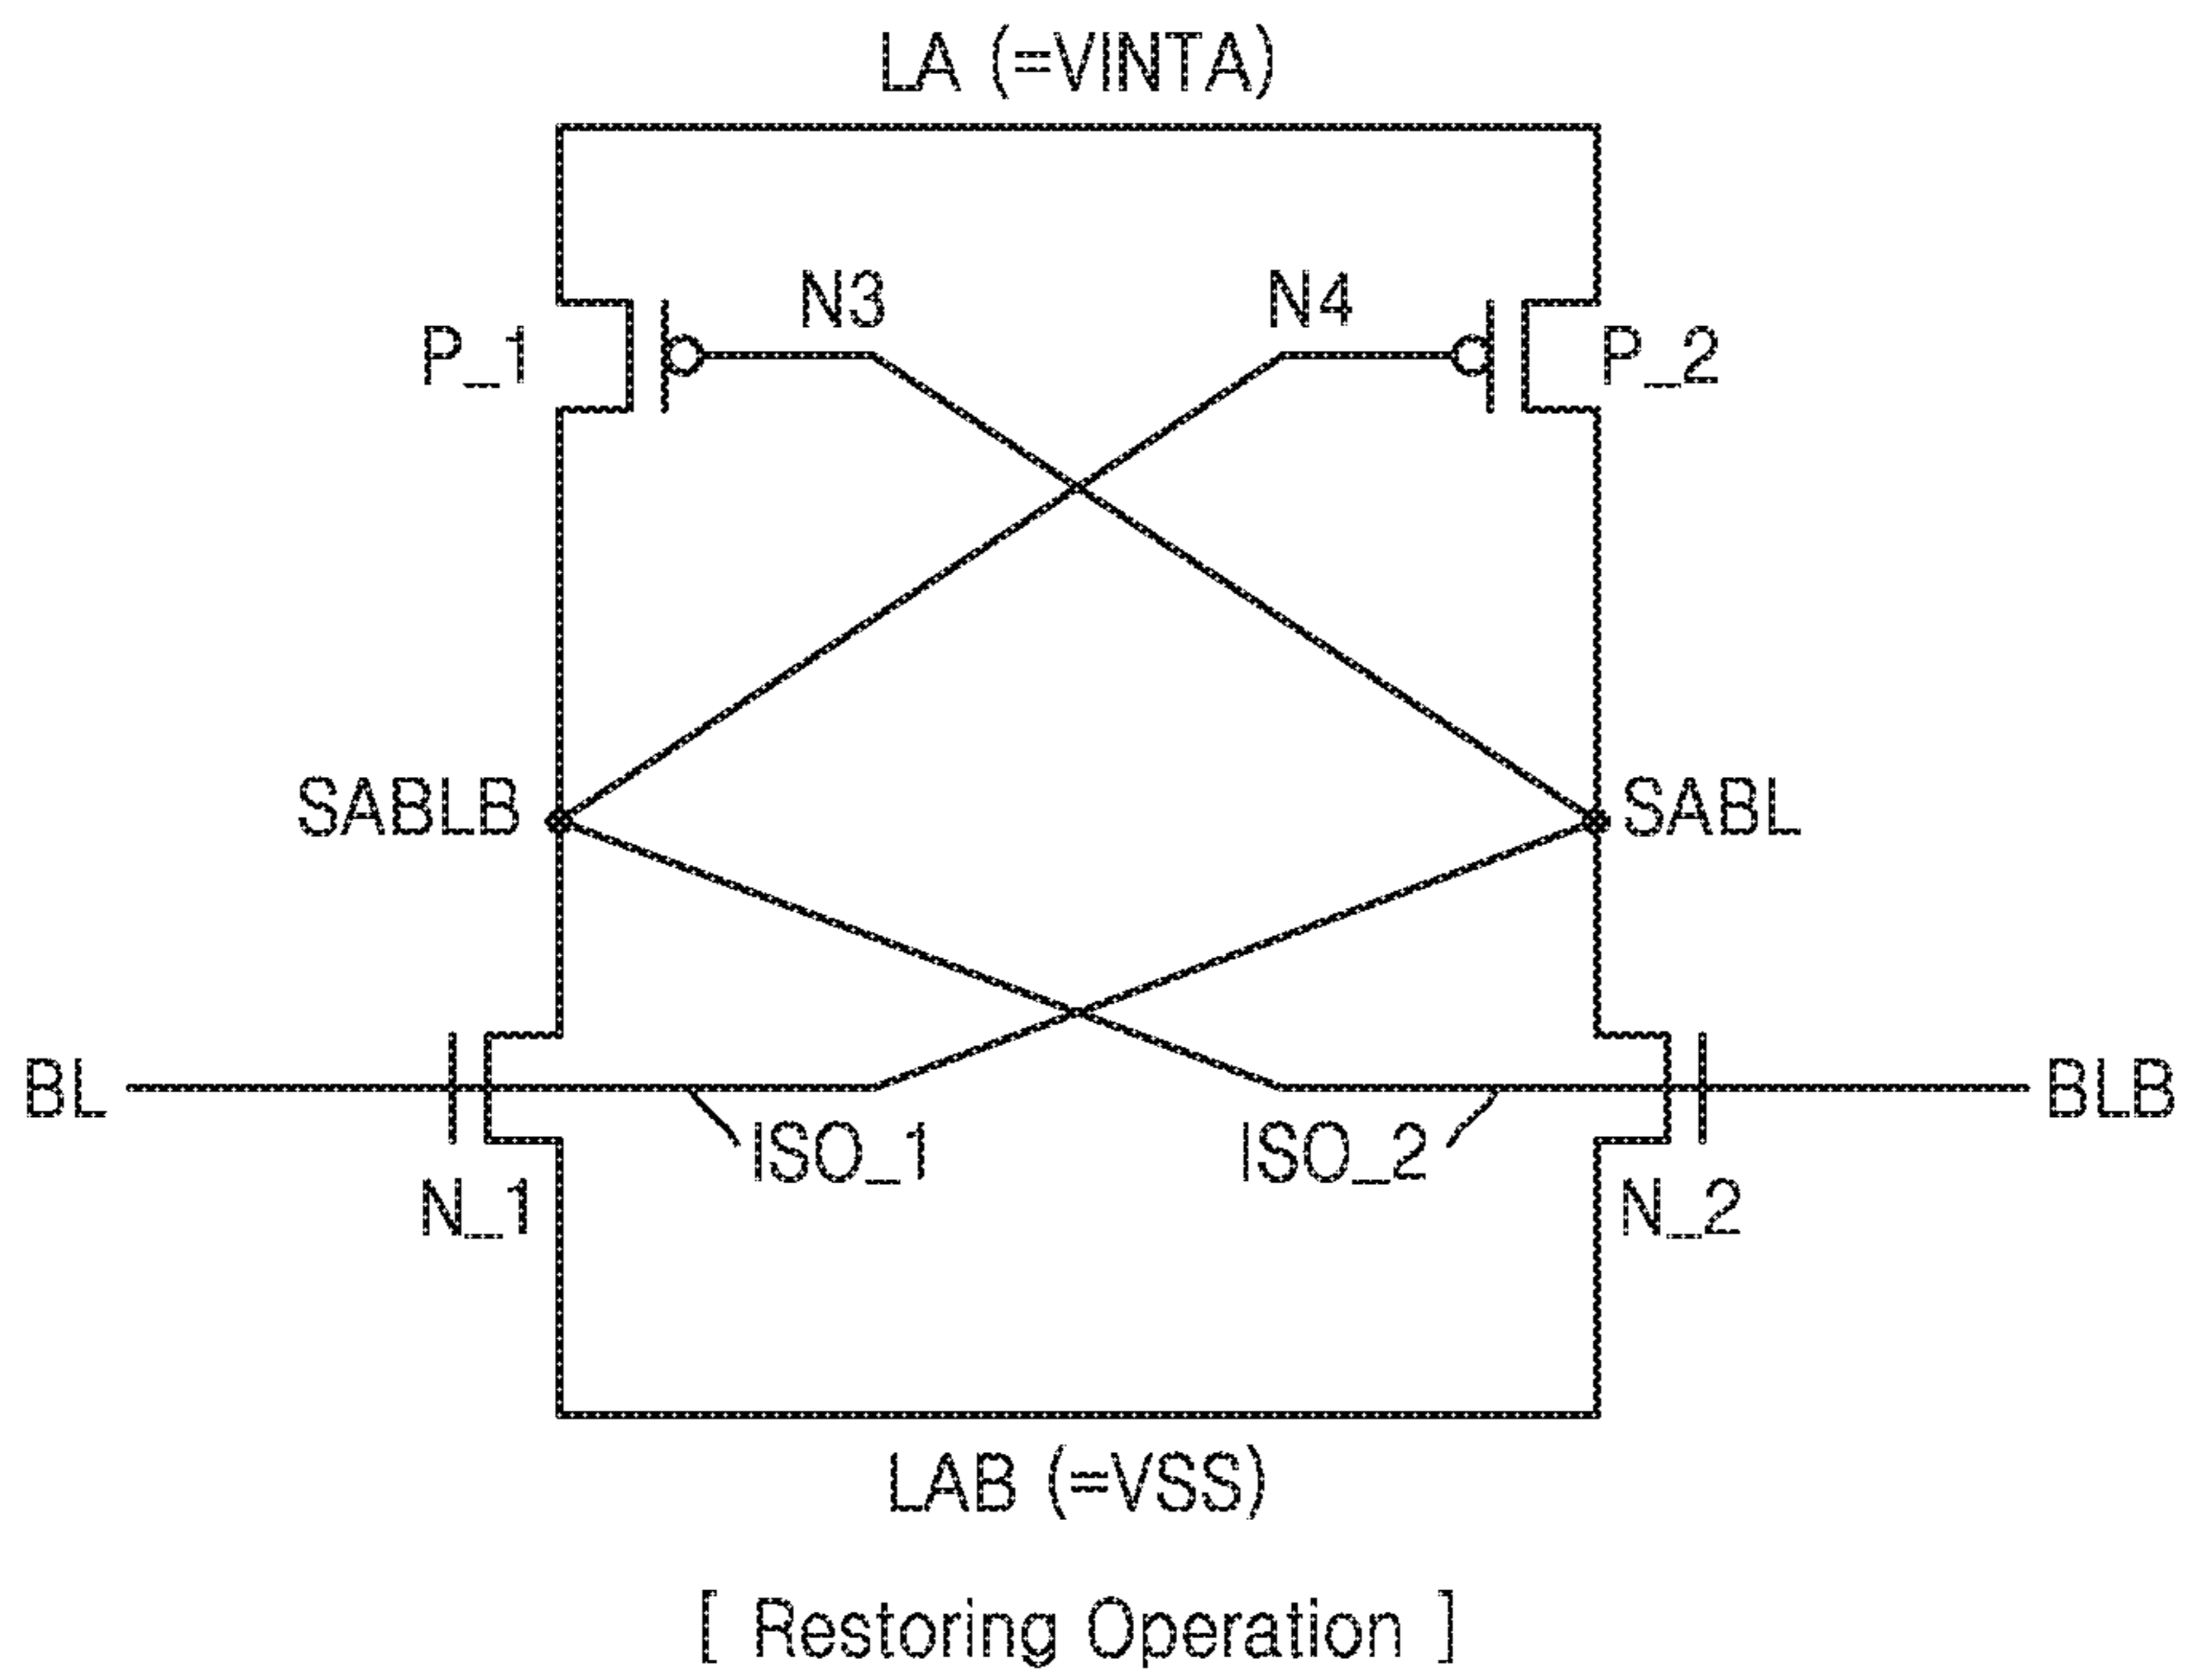 LA (=VINTA)
N3
N4
P_1
P_2
SABLB
SABL
BL
BLB
ISO_1
ISO_2
N_1
N_2
LAB (=VSS)
[ Restoring Operation ]